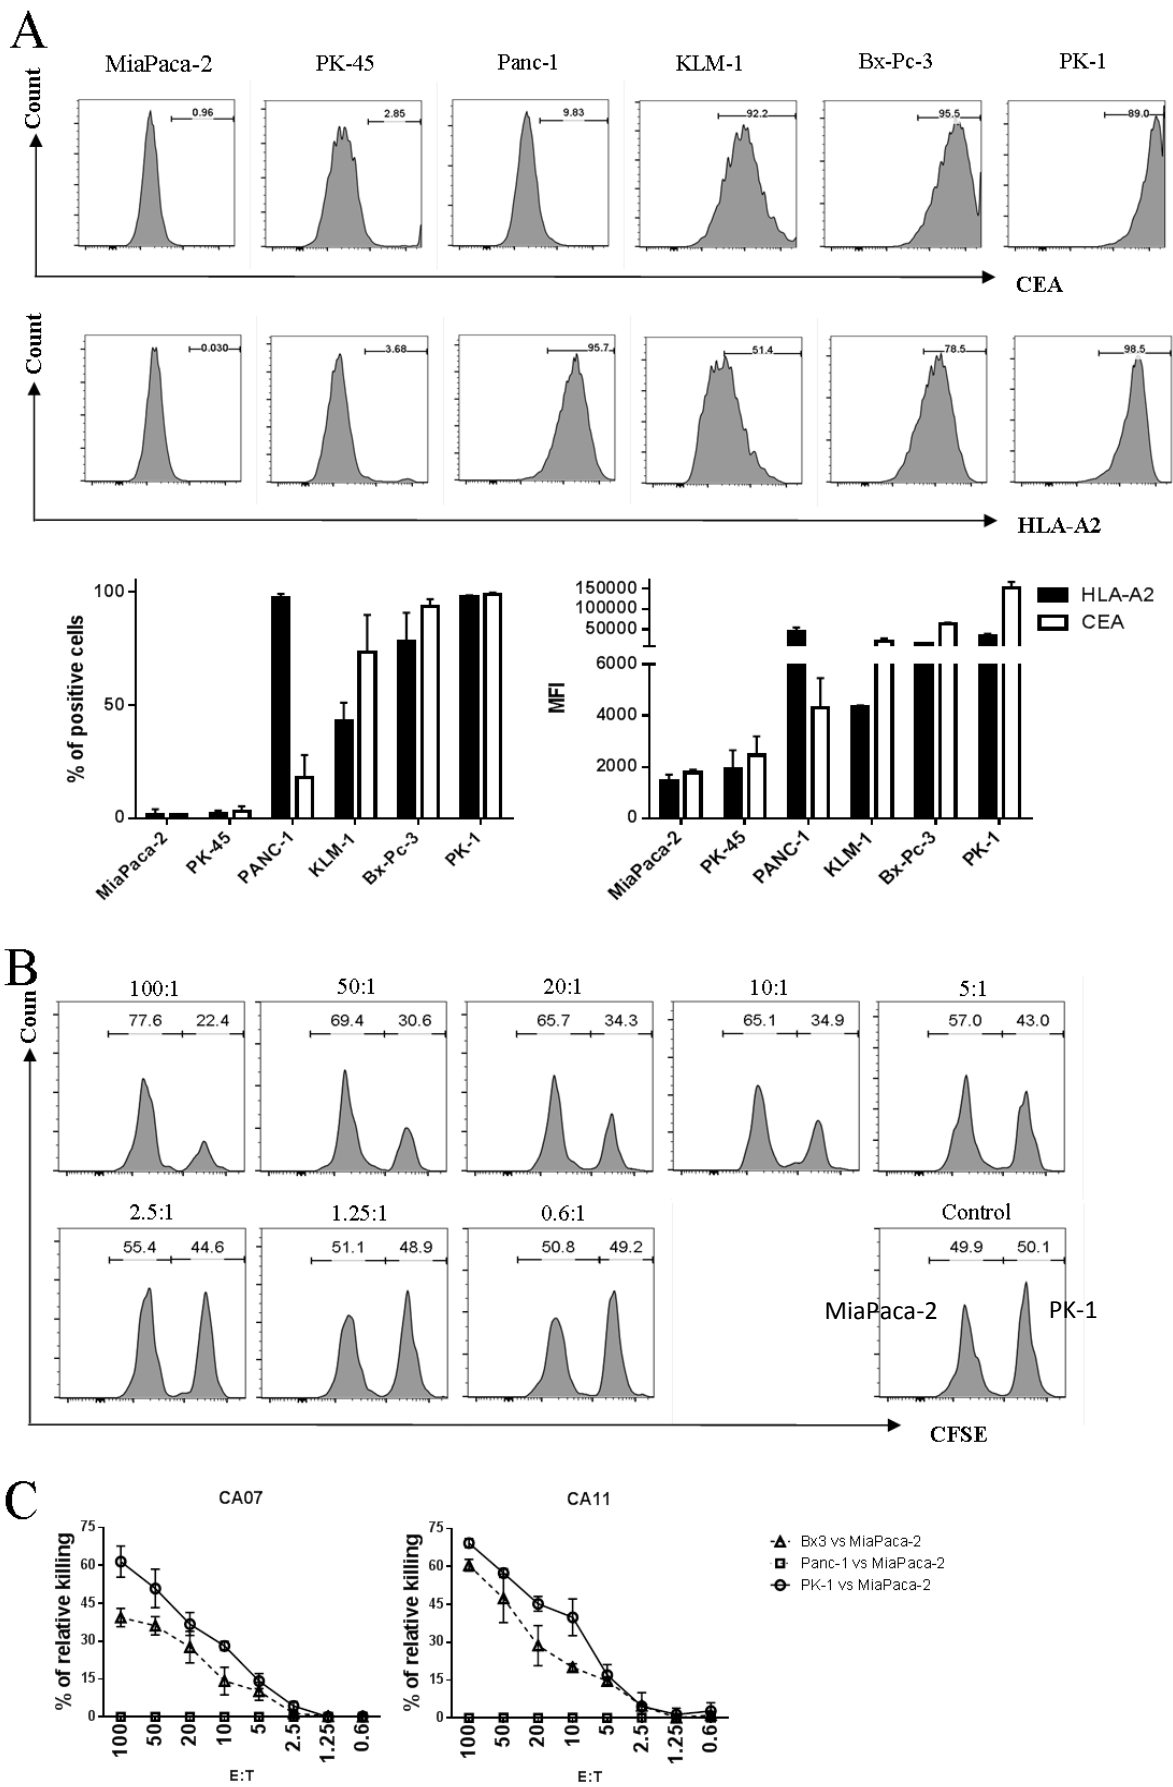 A
MiaPaca-2 PK-45 Panc-1 KLM-1 Bx-Pc-3 PK-1
Count
0.96 2.85 9.83 92.2 95.5 89.0
CEA
Count
0.030 3.68 95.7 51.4 78.5 98.5
HLA-A2
% of positive cells
100
50
0
MiaPaca-2 PK-45 PANC-1 KLM-1 Bx-Pc-3 PK-1
MFI
150000
100000
50000
6000
4000
2000
0
MiaPaca-2 PK-45 PANC-1 KLM-1 Bx-Pc-3 PK-1
HLA-A2
CEA
B
Coun
100:1 50:1 20:1 10:1 5:1
77.6 22.4 69.4 30.6 65.7 34.3 65.1 34.9 57.0 43.0
2.5:1 1.25:1 0.6:1 Control
55.4 44.6 51.1 48.9 50.8 49.2 49.9 50.1
MiaPaca-2 PK-1
CFSE
C
CA07
% of relative killing
75
60
45
30
15
0
100 50 20 10 5 2.5 1.25 0.6
E:T
CA11
% of relative killing
75
60
45
30
15
0
100 50 20 10 5 2.5 1.25 0.6
E:T
Bx3 vs MiaPaca-2
Panc-1 vs MiaPaca-2
PK-1 vs MiaPaca-2